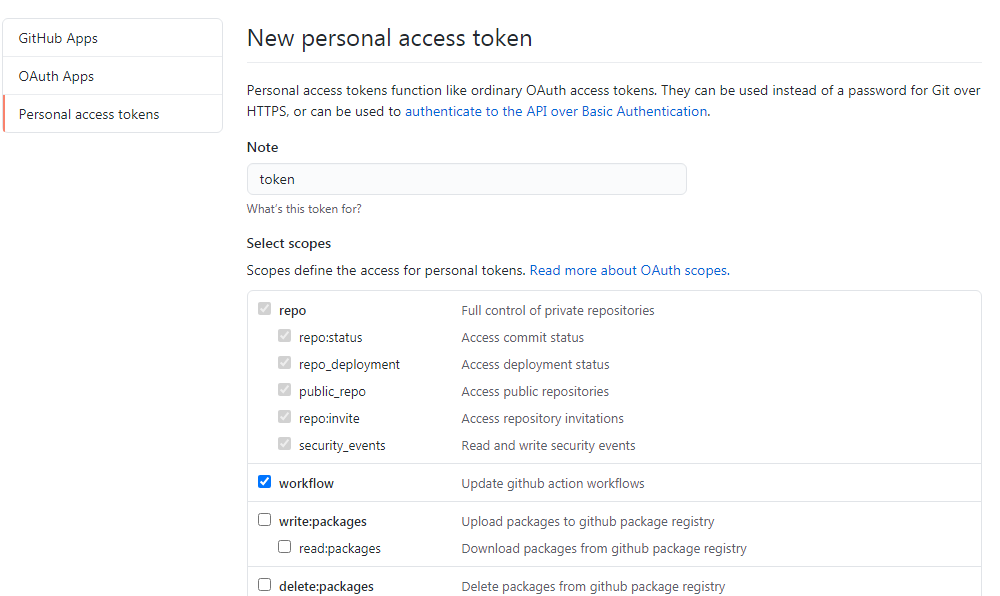 GitHub Apps
OAuth Apps
Personal access tokens
New personal access token
Personal access tokens function like ordinary OAuth access tokens. They can be used instead of a password for Git over
HTTPS, or can be used to authenticate to the API over Basic Authentication.
Note
token
What's this token for?
Select scopes
Scopes define the access for personal tokens. Read more about OAuth scopes.
repo Full control of private repositories
repo:status Access commit status
repo_deployment Access deployment status
public_repo Access public repositories
repo:invite Access repository invitations
security_events Read and write security events
workflow Update github action workflows
write:packages Upload packages to github package registry
read:packages Download packages from github package registry
delete:packages Delete packages from github package registry